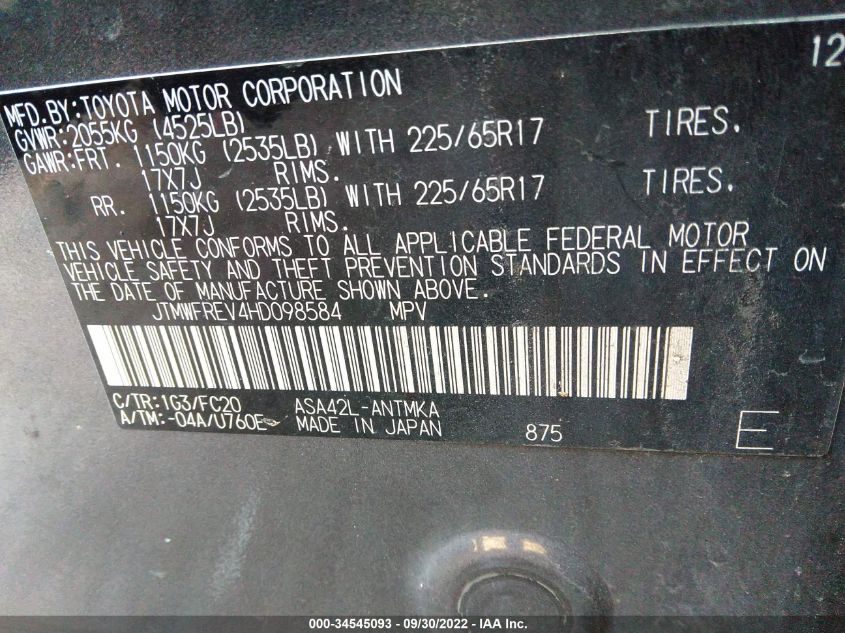 12
MFD.BY:TOYOTA MOTOR CORPORATION
GVWR:2055KG (4525LB)
GAWR:FRT. 1150KG (2535LB) WITH 225/65R17 TIRES.
17X7J RIMS.
RR. 1150KG (2535LB) WITH 225/65R17 TIRES.
17X7J RIMS.
THIS VEHICLE CONFORMS TO ALL APPLICABLE FEDERAL MOTOR
VEHICLE SAFETY AND THEFT PREVENTION STANDARDS IN EFFECT ON
THE DATE OF MANUFACTURE SHOWN ABOVE.
JTMWFREV4HD098584 MPV
C/TR:1G3/FC20 ASA42L-ANTMKA
A/TM:-04A/U760E MADE IN JAPAN 875 E
000-34545093 - 09/30/2022 - IAA Inc.